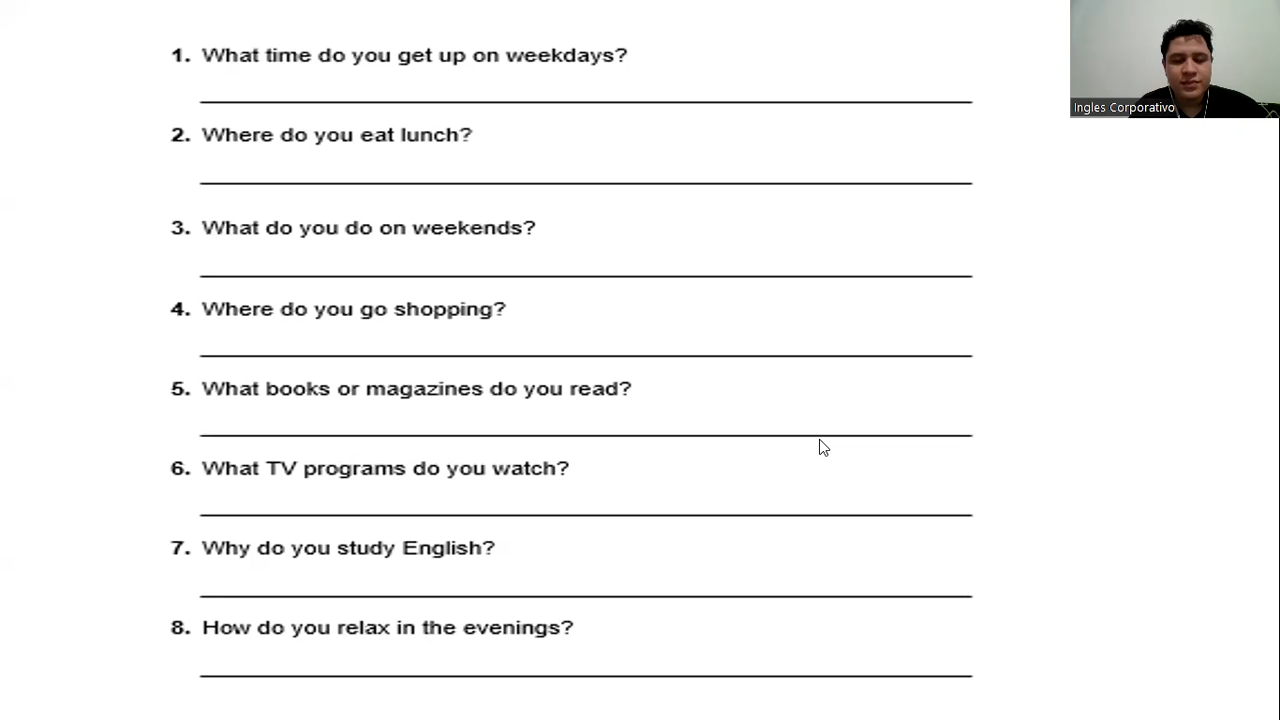 1. What time do you get up on weekdays?
2. Where do you eat lunch?
3. What do you do on weekends?
4. Where do you go shopping?
5. What books or magazines do you read?
6. What TV programs do you watch?
7. Why do you study English?
8. How do you relax in the evenings?
Ingles Corporativo